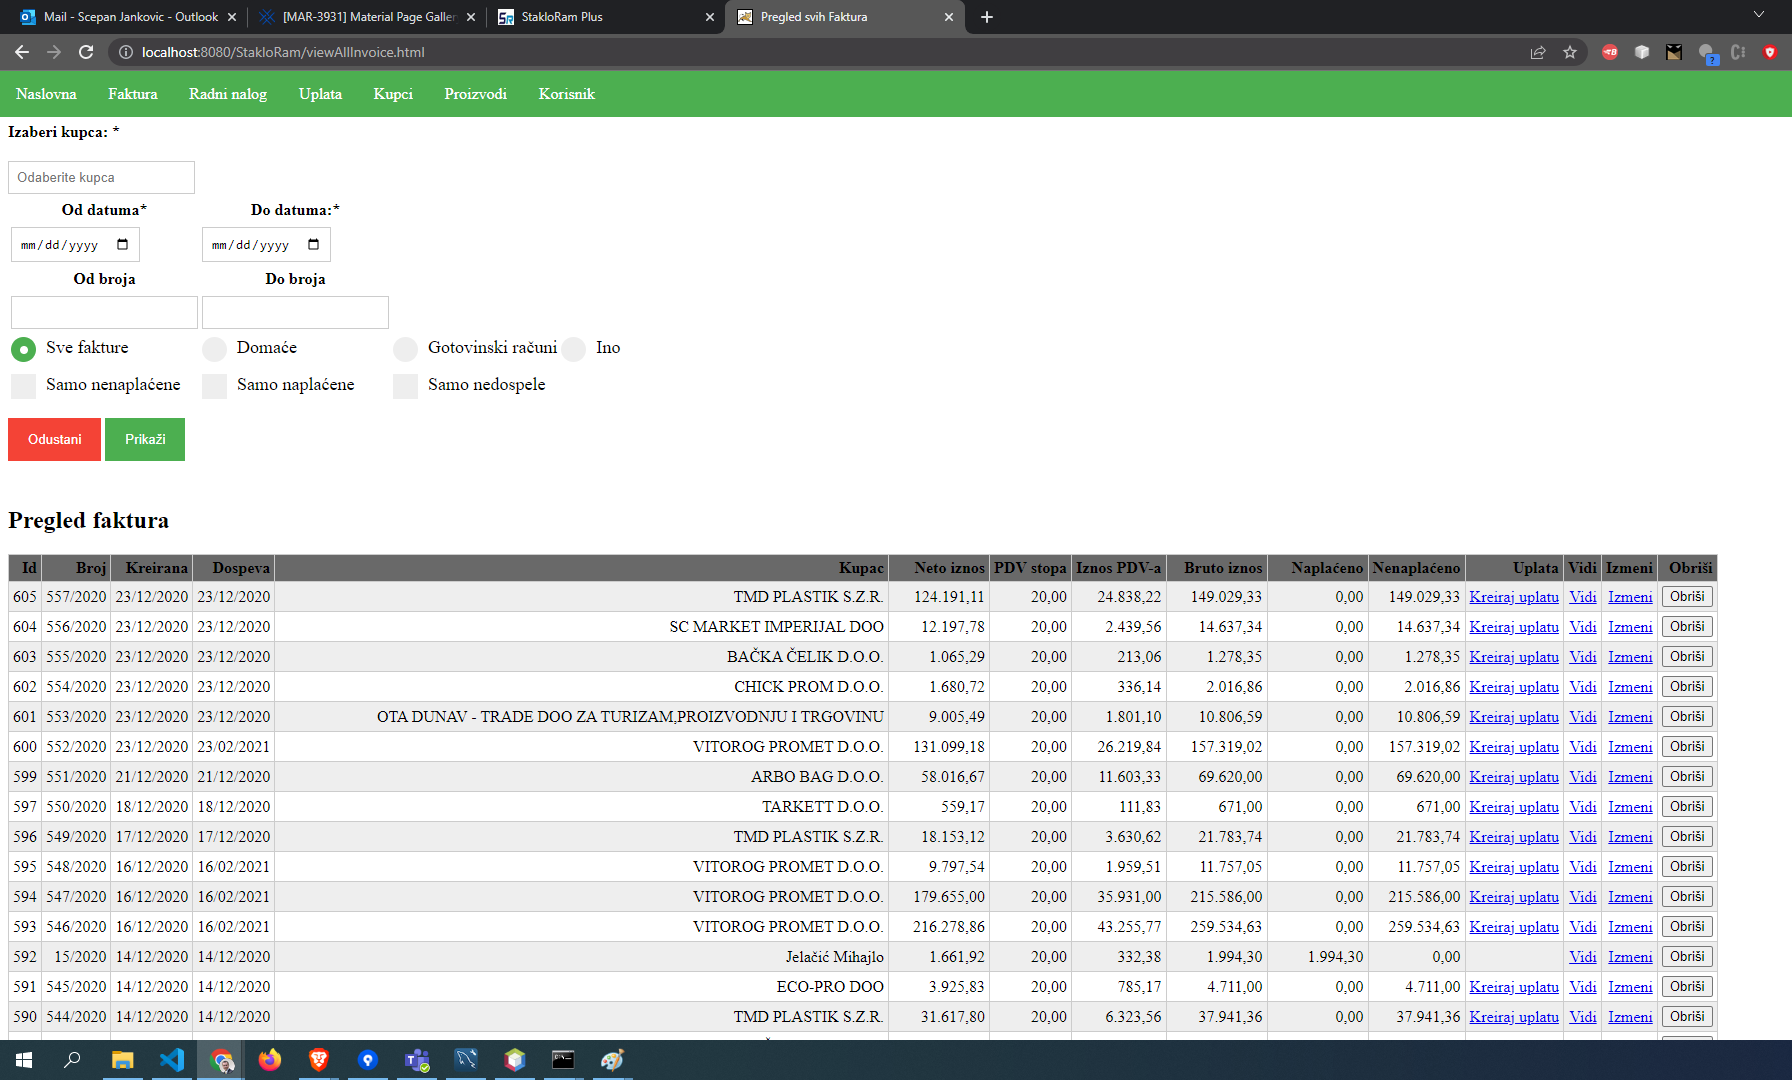 Mail - Scepan Jankovic - Outlook [MAR-3931] Material Page Galler StakloRam Plus Pregled svih Faktura
localhost:8080/StakloRam/viewAllInvoice.html
Naslovna Faktura Radni nalog Uplata Kupci Proizvodi Korisnik
Izaberi kupca: *
Odaberite kupca
Od datuma* Do datuma:*
mm/dd/yyyy mm/dd/yyyy
Od broja Do broja
Sve fakture Domaće Gotovinski računi Ino
Samo nenaplaćene Samo naplaćene Samo nedospele
Odustani Prikaži
Pregled faktura
Id Broj Kreirana Dospeva Kupac Neto iznos PDV stopa Iznos PDV-a Bruto iznos Naplaćeno Nenaplaćeno Uplata Vidi Izmeni Obriši
605 557/2020 23/12/2020 23/12/2020 TMD PLASTIK S.Z.R. 124.191,11 20,00 24.838,22 149.029,33 0,00 149.029,33 Kreiraj uplatu Vidi Izmeni Obriši
604 556/2020 23/12/2020 23/12/2020 SC MARKET IMPERIJAL DOO 12.197,78 20,00 2.439,56 14.637,34 0,00 14.637,34 Kreiraj uplatu Vidi Izmeni Obriši
603 555/2020 23/12/2020 23/12/2020 BAČKA ČELIK D.O.O. 1.065,29 20,00 213,06 1.278,35 0,00 1.278,35 Kreiraj uplatu Vidi Izmeni Obriši
602 554/2020 23/12/2020 23/12/2020 CHICK PROM D.O.O. 1.680,72 20,00 336,14 2.016,86 0,00 2.016,86 Kreiraj uplatu Vidi Izmeni Obriši
601 553/2020 23/12/2020 23/12/2020 OTA DUNAV - TRADE DOO ZA TURIZAM,PROIZVODNJU I TRGOVINU 9.005,49 20,00 1.801,10 10.806,59 0,00 10.806,59 Kreiraj uplatu Vidi Izmeni Obriši
600 552/2020 23/12/2020 23/02/2021 VITOROG PROMET D.O.O. 131.099,18 20,00 26.219,84 157.319,02 0,00 157.319,02 Kreiraj uplatu Vidi Izmeni Obriši
599 551/2020 21/12/2020 21/12/2020 ARBO BAG D.O.O. 58.016,67 20,00 11.603,33 69.620,00 0,00 69.620,00 Kreiraj uplatu Vidi Izmeni Obriši
597 550/2020 18/12/2020 18/12/2020 TARKETT D.O.O. 559,17 20,00 111,83 671,00 0,00 671,00 Kreiraj uplatu Vidi Izmeni Obriši
596 549/2020 17/12/2020 17/12/2020 TMD PLASTIK S.Z.R. 18.153,12 20,00 3.630,62 21.783,74 0,00 21.783,74 Kreiraj uplatu Vidi Izmeni Obriši
595 548/2020 16/12/2020 16/02/2021 VITOROG PROMET D.O.O. 9.797,54 20,00 1.959,51 11.757,05 0,00 11.757,05 Kreiraj uplatu Vidi Izmeni Obriši
594 547/2020 16/12/2020 16/02/2021 VITOROG PROMET D.O.O. 179.655,00 20,00 35.931,00 215.586,00 0,00 215.586,00 Kreiraj uplatu Vidi Izmeni Obriši
593 546/2020 16/12/2020 16/02/2021 VITOROG PROMET D.O.O. 216.278,86 20,00 43.255,77 259.534,63 0,00 259.534,63 Kreiraj uplatu Vidi Izmeni Obriši
592 15/2020 14/12/2020 14/12/2020 Jelačić Mihajlo 1.661,92 20,00 332,38 1.994,30 1.994,30 0,00 Vidi Izmeni Obriši
591 545/2020 14/12/2020 14/12/2020 ECO-PRO DOO 3.925,83 20,00 785,17 4.711,00 0,00 4.711,00 Kreiraj uplatu Vidi Izmeni Obriši
590 544/2020 14/12/2020 14/12/2020 TMD PLASTIK S.Z.R. 31.617,80 20,00 6.323,56 37.941,36 0,00 37.941,36 Kreiraj uplatu Vidi Izmeni Obriši